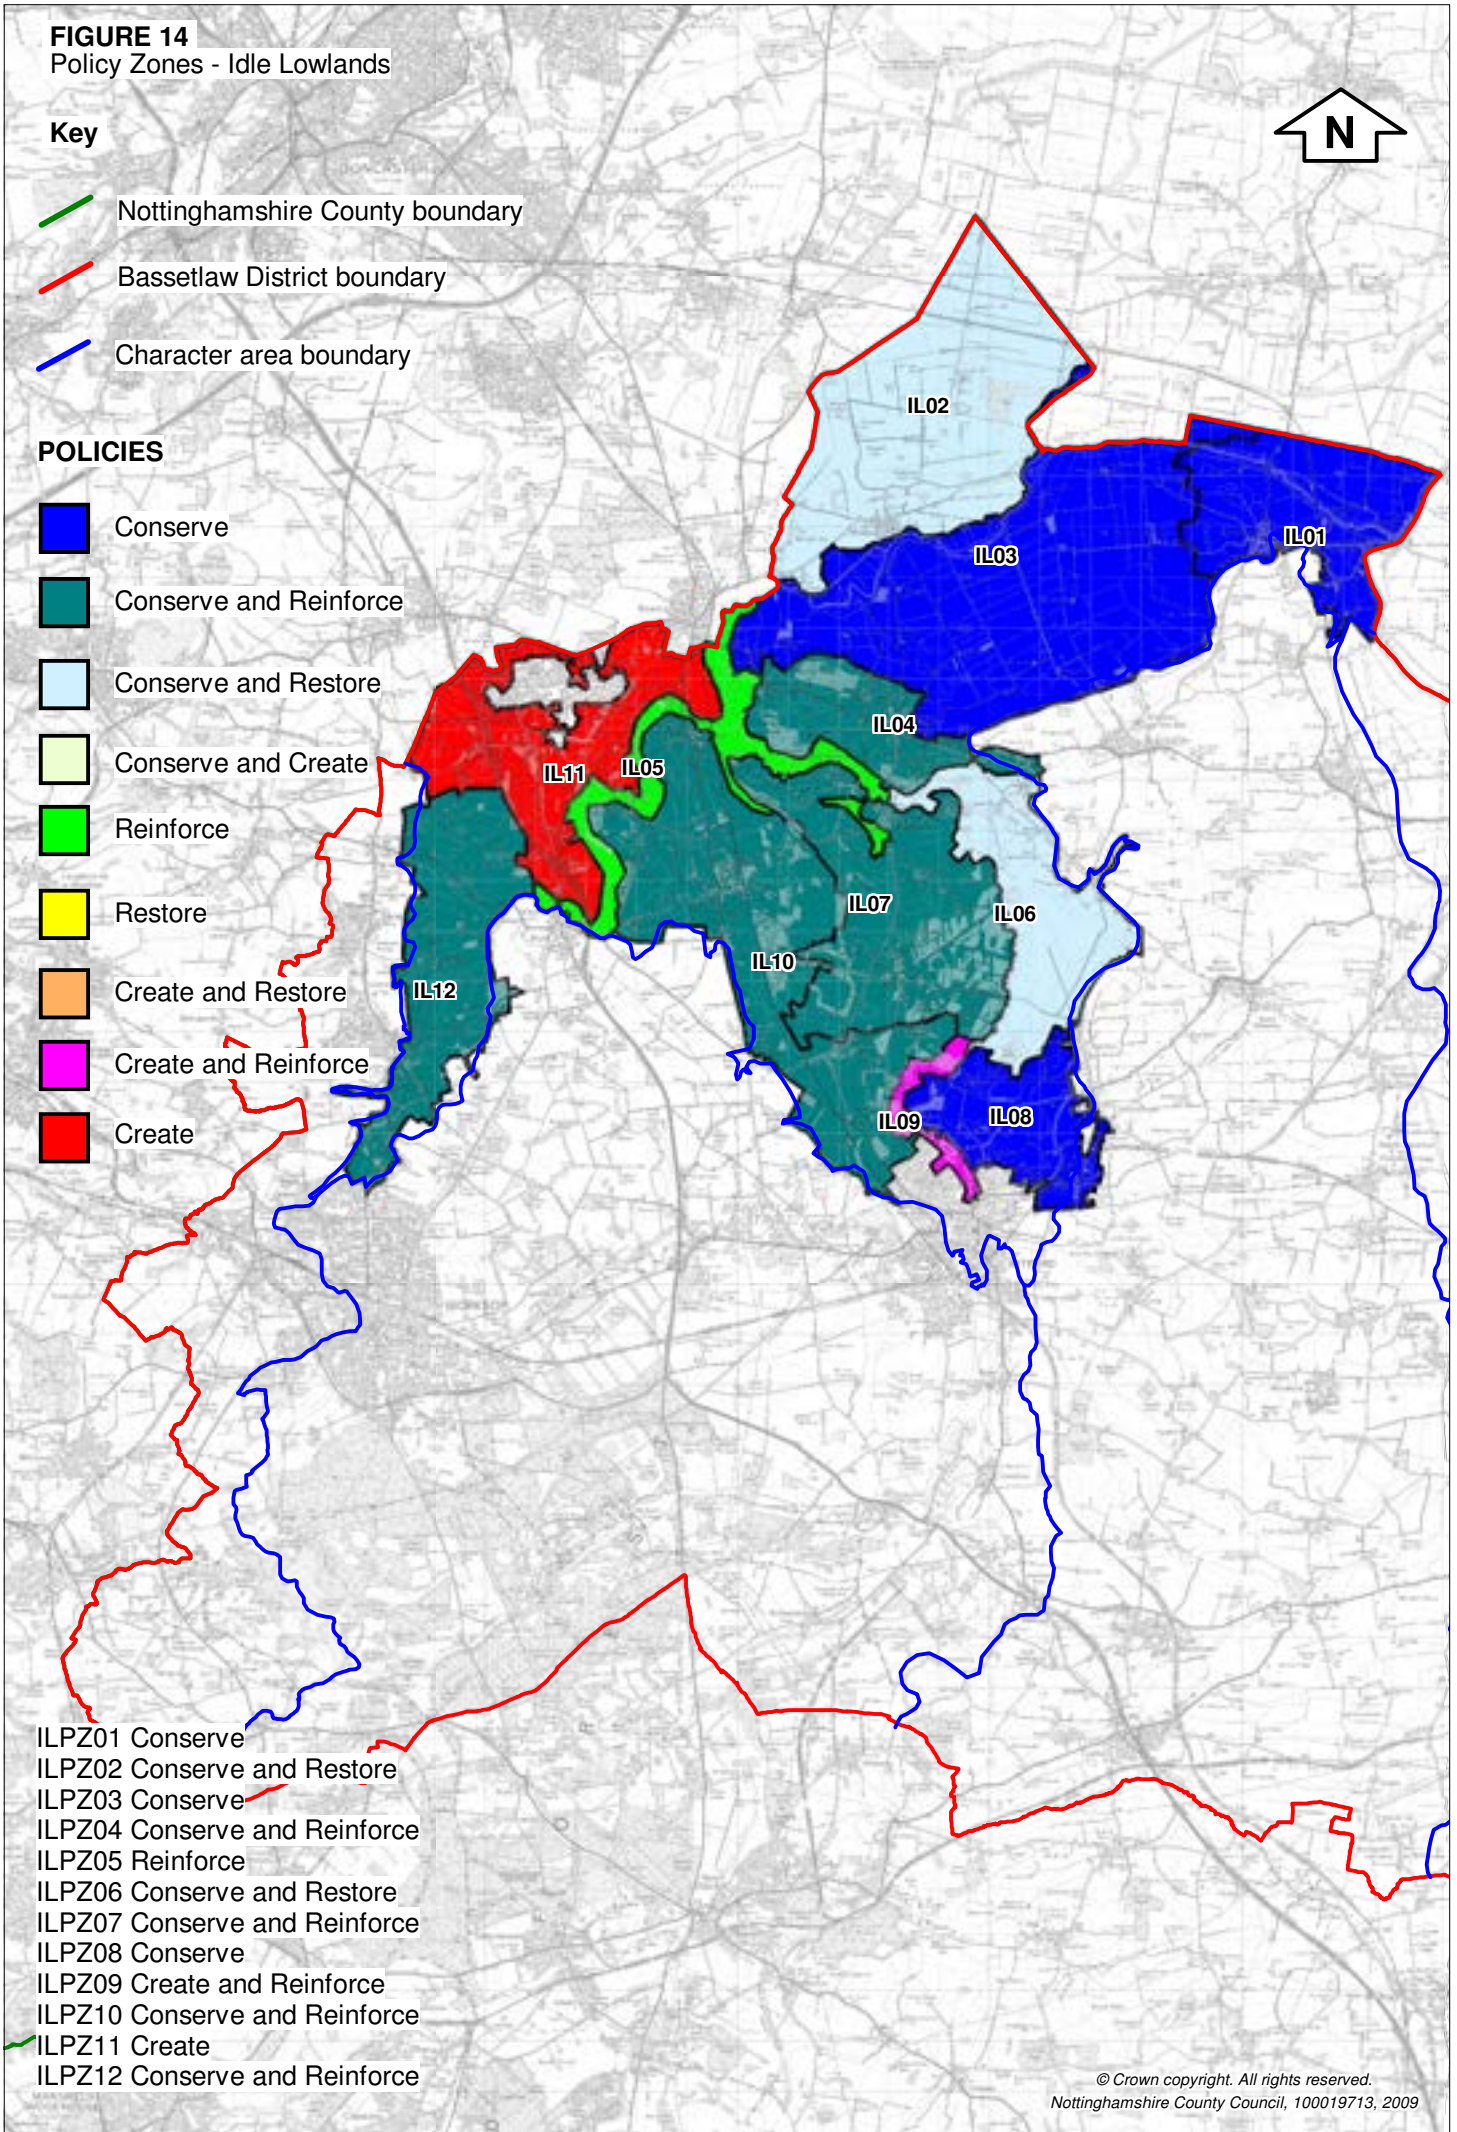 FIGURE 14
Policy Zones - Idle Lowlands
N
Key
Nottinghamshire County boundary
Bassetlaw District boundary
Character area boundary
POLICIES
Conserve
Conserve and Reinforce
Conserve and Restore
Conserve and Create
Reinforce
Restore
Create and Restore
Create and Reinforce
Create
IL02
IL01
IL03
IL04
IL05
IL11
IL07
IL06
IL10
IL12
IL08
IL09
ILPZ01 Conserve
ILPZ02 Conserve and Restore
ILPZ03 Conserve
ILPZ04 Conserve and Reinforce
ILPZ05 Reinforce
ILPZ06 Conserve and Restore
ILPZ07 Conserve and Reinforce
ILPZ08 Conserve
ILPZ09 Create and Reinforce
ILPZ10 Conserve and Reinforce
ILPZ11 Create
ILPZ12 Conserve and Reinforce
© Crown copyright. All rights reserved.
Nottinghamshire County Council, 100019713, 2009